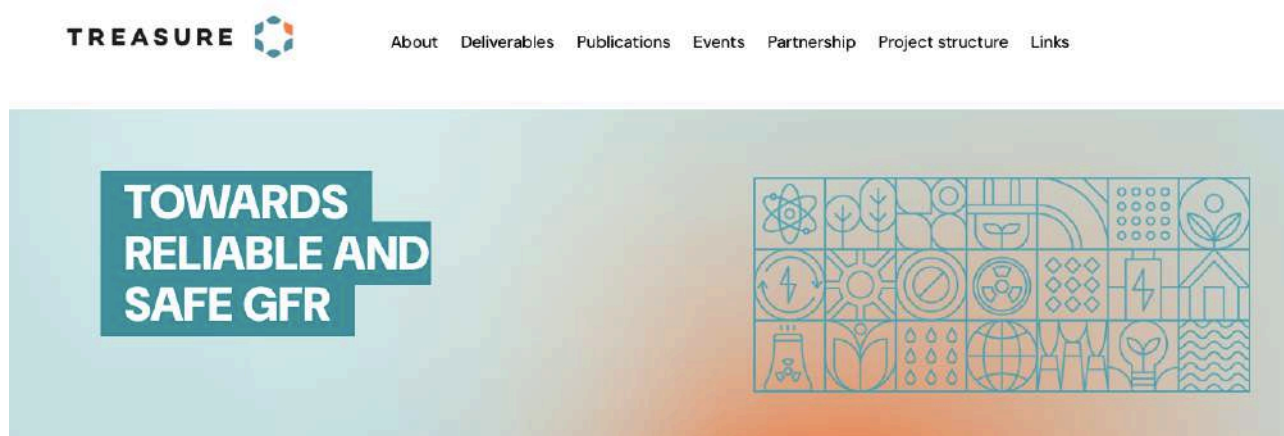 TREASURE
About Deliverables Publications Events Partnership Project structure Links
TOWARDS
RELIABLE AND
SAFE GFR